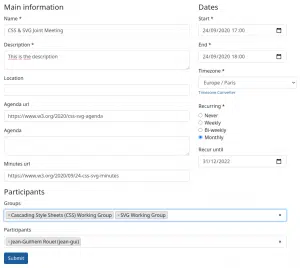 Main information
Name *
CSS & SVG Joint Meeting
Description *
This is the description
Location
Agenda url
https://www.w3.org/2020/css-svg-agenda
Agenda
Minutes url
https://www.w3.org/2020/09/24-css-svg-minutes
Dates
Start *
24/09/2020 17:00
End *
24/09/2020 18:00
Timezone *
Europe / Paris
Timezone Converter
Recurring *
Never
Weekly
Bi-weekly
Monthly
Recur until
31/12/2022
Participants
Groups
×Cascading Style Sheets (CSS) Working Group ×SVG Working Group
Participants
×Jean-Guilhem Rouel (jean-gui)
Submit